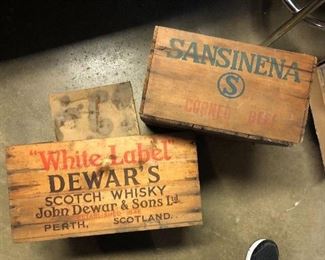 SANSINENA
S
CORNED BEEF
"White Label"
DEWAR'S
SCOTCH WHISKY
John Dewar & Sons Ltd
PERTH, SCOTLAND.